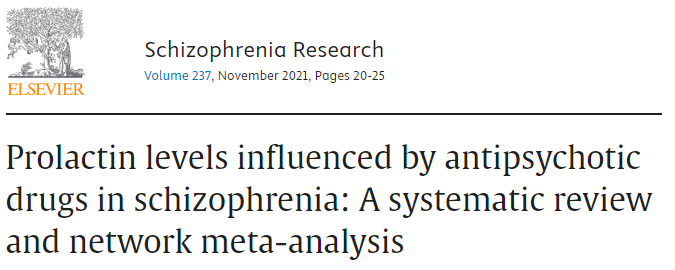 ELSEVIER
Schizophrenia Research
Volume 237, November 2021, Pages 20-25
Prolactin levels influenced by antipsychotic
drugs in schizophrenia: A systematic review
and network meta-analysis